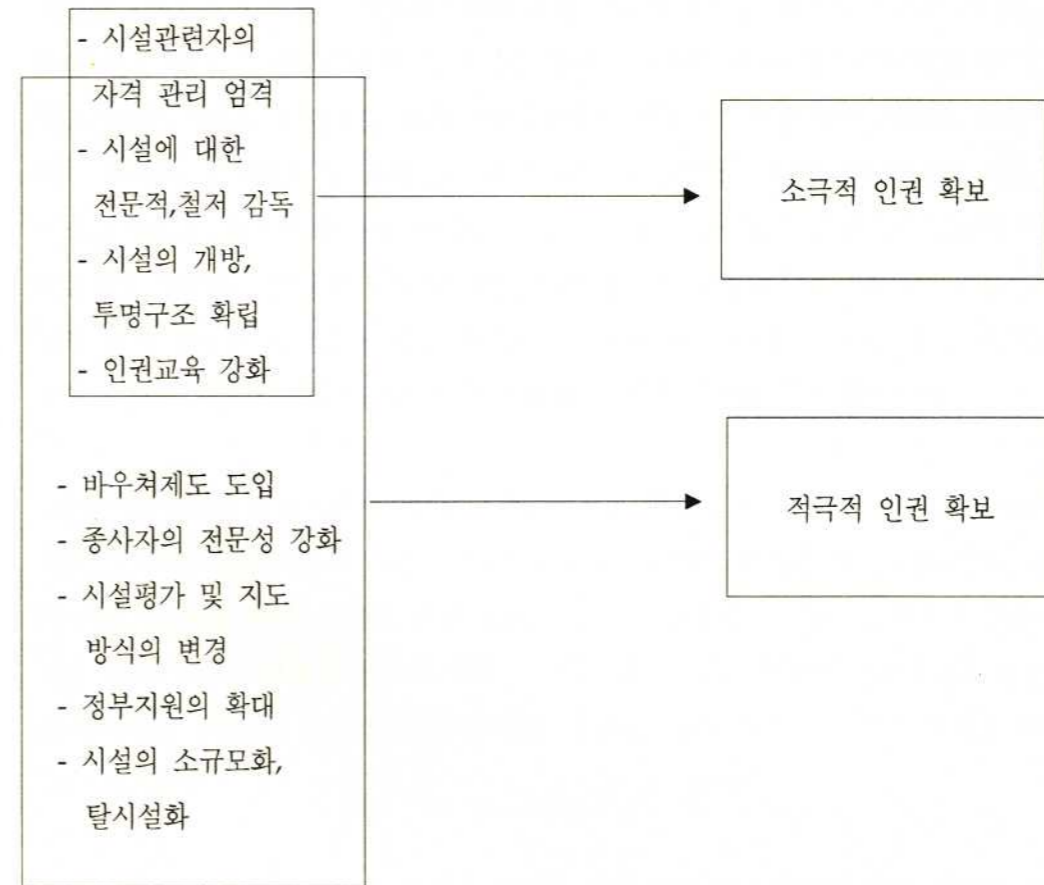 - 시설관련자의
자격 관리 엄격
- 시설에 대한
전문적,철저 감독
- 시설의 개방,
투명구조 확립
- 인권교육 강화
- 바우쳐제도 도입
- 종사자의 전문성 강화
- 시설평가 및 지도
방식의 변경
- 정부지원의 확대
- 시설의 소규모화,
탈시설화
소극적 인권 확보
적극적 인권 확보